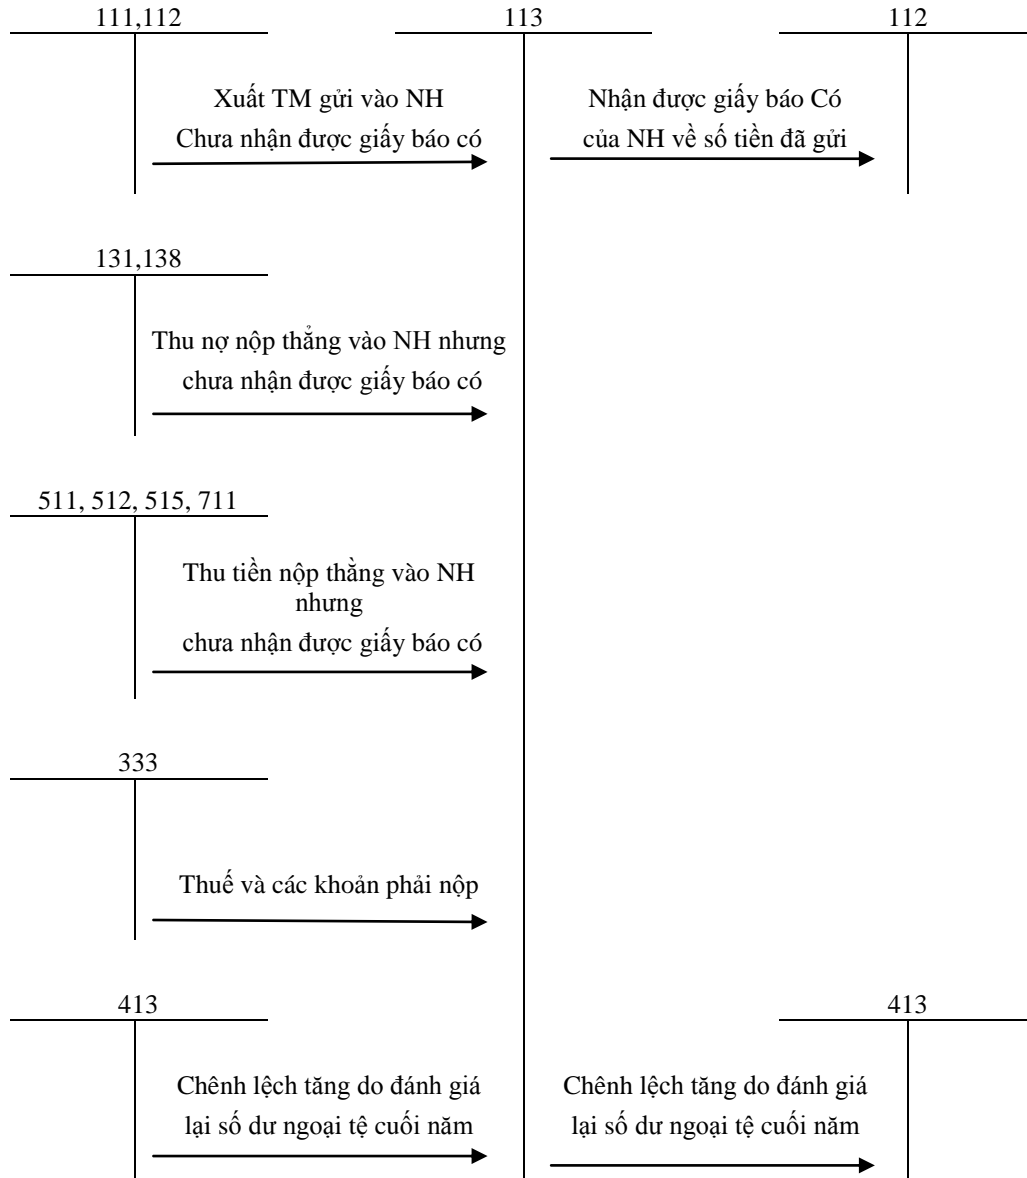 111,112
113
112
Xuất TM gửi vào NH
Chưa nhận được giấy báo có
Nhận được giấy báo Có
của NH về số tiền đã gửi
131,138
Thu nợ nộp thẳng vào NH nhưng
chưa nhận được giấy báo có
511, 512, 515, 711
Thu tiền nộp thằng vào NH
nhưng
chưa nhận được giấy báo có
333
Thuế và các khoản phải nộp
413
413
Chênh lệch tăng do đánh giá
lại số dư ngoại tệ cuối năm
Chênh lệch tăng do đánh giá
lại số dư ngoại tệ cuối năm